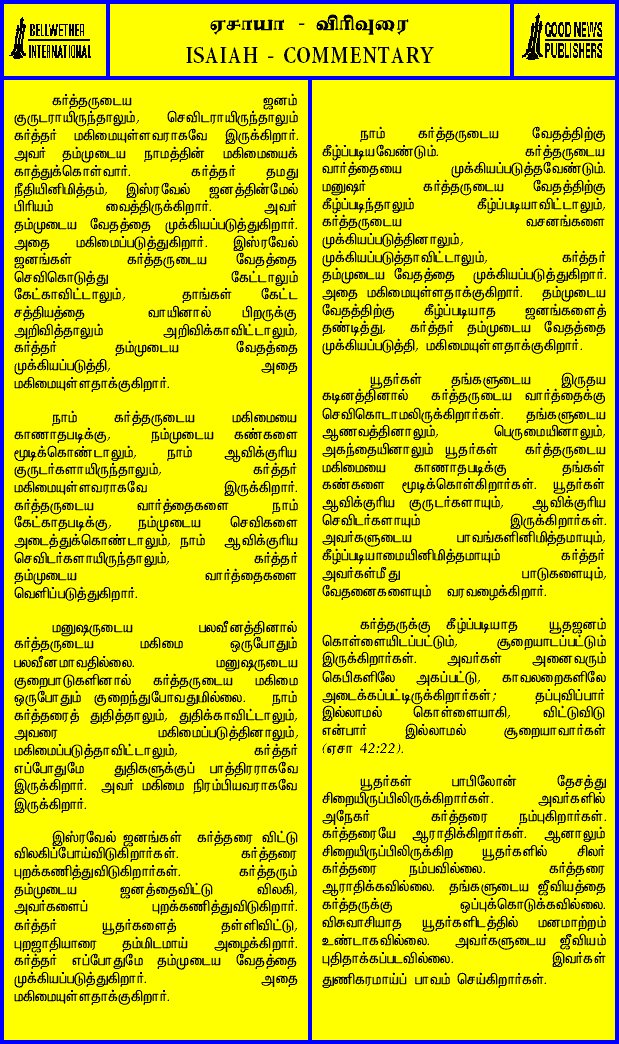 BELLWETHER
INTERNATIONAL
ஏசாயா - விரிவுரை
ISAIAH - COMMENTARY
GOOD NEWS
PUBLISHERS
கர்த்தருடைய ஜனம்
குருடராயிருந்தாலும், செவிடராயிருந்தாலும்
கர்த்தர் மகிமையுள்ளவராகவே இருக்கிறார்.
அவர் தம்முடைய நாமத்தின் மகிமையைக்
காத்துக்கொள்வார். கர்த்தர் தமது
நீதியினிமித்தம், இஸ்ரவேல் ஜனத்தின்மேல்
பிரியம் வைத்திருக்கிறார். அவர்
தம்முடைய வேதத்தை முக்கியப்படுத்துகிறார்.
அதை மகிமைப்படுத்துகிறார். இஸ்ரவேல்
ஜனங்கள் கர்த்தருடைய வேதத்தை
செவிகொடுத்து கேட்டாலும்
கேட்காவிட்டாலும், தாங்கள் கேட்ட
சத்தியத்தை வாயினால் பிறருக்கு
அறிவித்தாலும் அறிவிக்காவிட்டாலும்,
கர்த்தர் தம்முடைய வேதத்தை
முக்கியப்படுத்தி, அதை
மகிமையுள்ளதாக்குகிறார்.
நாம் கர்த்தருடைய மகிமையை
காணாதபடிக்கு, நம்முடைய கண்களை
மூடிக்கொண்டாலும், நாம் ஆவிக்குரிய
குருடர்களாயிருந்தாலும், கர்த்தர்
மகிமையுள்ளவராகவே இருக்கிறார்.
கர்த்தருடைய வார்த்தைகளை நாம்
கேட்காதபடிக்கு, நம்முடைய செவிகளை
அடைத்துக்கொண்டாலும், நாம் ஆவிக்குரிய
செவிடர்களாயிருந்தாலும், கர்த்தர்
தம்முடைய வார்த்தைகளை
வெளிப்படுத்துகிறார்.
மனுஷருடைய பலவீனத்தினால்
கர்த்தருடைய மகிமை ஒருபோதும்
பலவீனமாவதில்லை. மனுஷருடைய
குறைபாடுகளினால் கர்த்தருடைய மகிமை
ஒருபோதும் குறைந்துபோவதுமில்லை. நாம்
கர்த்தரைத் துதித்தாலும், துதிக்காவிட்டாலும்,
அவரை மகிமைப்படுத்தினாலும்,
மகிமைப்படுத்தாவிட்டாலும், கர்த்தர்
எப்போதுமே துதிகளுக்குப் பாத்திரராகவே
இருக்கிறார். அவர் மகிமை நிரம்பியவராகவே
இருக்கிறார்.
இஸ்ரவேல் ஜனங்கள் கர்த்தரை விட்டு
விலகிப்போய்விடுகிறார்கள். கர்த்தரை
புறக்கணித்துவிடுகிறார்கள். கர்த்தரும்
தம்முடைய ஜனத்தைவிட்டு விலகி,
அவர்களைப் புறக்கணித்துவிடுகிறார்.
கர்த்தர் யூதர்களைத் தள்ளிவிட்டு,
புறஜாதியாரை தம்மிடமாய் அழைக்கிறார்.
கர்த்தர் எப்போதுமே தம்முடைய வேதத்தை
முக்கியப்படுத்துகிறார். அதை
மகிமையுள்ளதாக்குகிறார்.
நாம் கர்த்தருடைய வேதத்திற்கு
கீழ்ப்படியவேண்டும். கர்த்தருடைய
வார்த்தையை முக்கியப்படுத்தவேண்டும்.
மனுஷர் கர்த்தருடைய வேதத்திற்கு
கீழ்ப்படிந்தாலும் கீழ்ப்படியாவிட்டாலும்,
கர்த்தருடைய வசனங்களை
முக்கியப்படுத்தினாலும்,
முக்கியப்படுத்தாவிட்டாலும், கர்த்தர்
தம்முடைய வேதத்தை முக்கியப்படுத்துகிறார்.
அதை மகிமையுள்ளதாக்குகிறார். தம்முடைய
வேதத்திற்கு கீழ்ப்படியாத ஜனங்களைத்
தண்டித்து, கர்த்தர் தம்முடைய வேதத்தை
முக்கியப்படுத்தி, மகிமையுள்ளதாக்குகிறார்.
யூதர்கள் தங்களுடைய இருதய
கடினத்தினால் கர்த்தருடைய வார்த்தைக்கு
செவிகொடாமலிருக்கிறார்கள். தங்களுடைய
ஆணவத்தினாலும், பெருமையினாலும்,
அகந்தையினாலும் யூதர்கள் கர்த்தருடைய
மகிமையை காணாதபடிக்கு தங்கள்
கண்களை மூடிக்கொள்கிறார்கள். யூதர்கள்
ஆவிக்குரிய குருடர்களாயும், ஆவிக்குரிய
செவிடர்களாயும் இருக்கிறார்கள்.
அவர்களுடைய பாவங்களினிமித்தமாயும்,
கீழ்ப்படியாமையினிமித்தமாயும் கர்த்தர்
அவர்கள்மீது பாடுகளையும்,
வேதனைகளையும் வரவழைக்கிறார்.
கர்த்தருக்கு கீழ்ப்படியாத யூதஜனம்
கொள்ளையிடப்பட்டும், சூறையாடப்பட்டும்
இருக்கிறார்கள். அவர்கள் அனைவரும்
கெபிகளிலே அகப்பட்டு, காவலறைகளிலே
அடைக்கப்பட்டிருக்கிறார்கள்; தப்புவிப்பார்
இல்லாமல் கொள்ளையாகி, விட்டுவிடு
என்பார் இல்லாமல் சூறையாவார்கள்
(ஏசா 42:22).
யூதர்கள் பாபிலோன் தேசத்து
சிறையிருப்பிலிருக்கிறார்கள். அவர்களில்
அநேகர் கர்த்தரை நம்புகிறார்கள்.
கர்த்தரையே ஆராதிக்கிறார்கள். ஆனாலும்
சிறையிருப்பிலிருக்கிற யூதர்களில் சிலர்
கர்த்தரை நம்பவில்லை. கர்த்தரை
ஆராதிக்கவில்லை. தங்களுடைய ஜீவியத்தை
கர்த்தருக்கு ஒப்புக்கொடுக்கவில்லை.
விசுவாசியாத யூதர்களிடத்தில் மனமாற்றம்
உண்டாகவில்லை. அவர்களுடைய ஜீவியம்
புதிதாக்கப்படவில்லை. இவர்கள்
துணிகரமாய்ப் பாவம் செய்கிறார்கள்.